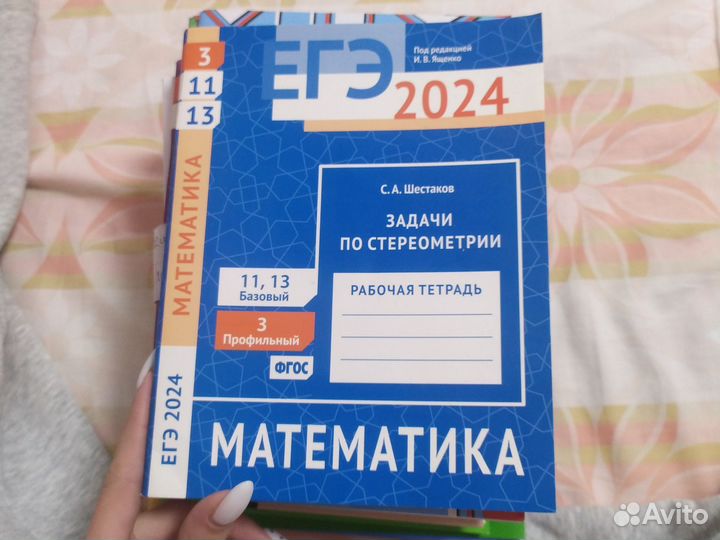 3
11
13
МАТЕМАТИКА
ЕГЭ 2024
ЕГЭ
2024
Под редакцией
И. В. Ященко
С. А. Шестаков
ЗАДАЧИ
ПО СТЕРЕОМЕТРИИ
11, 13
Базовый
3
Профильный
ФГОС
РАБОЧАЯ ТЕТРАДЬ
МАТЕМАТИКА
Avito